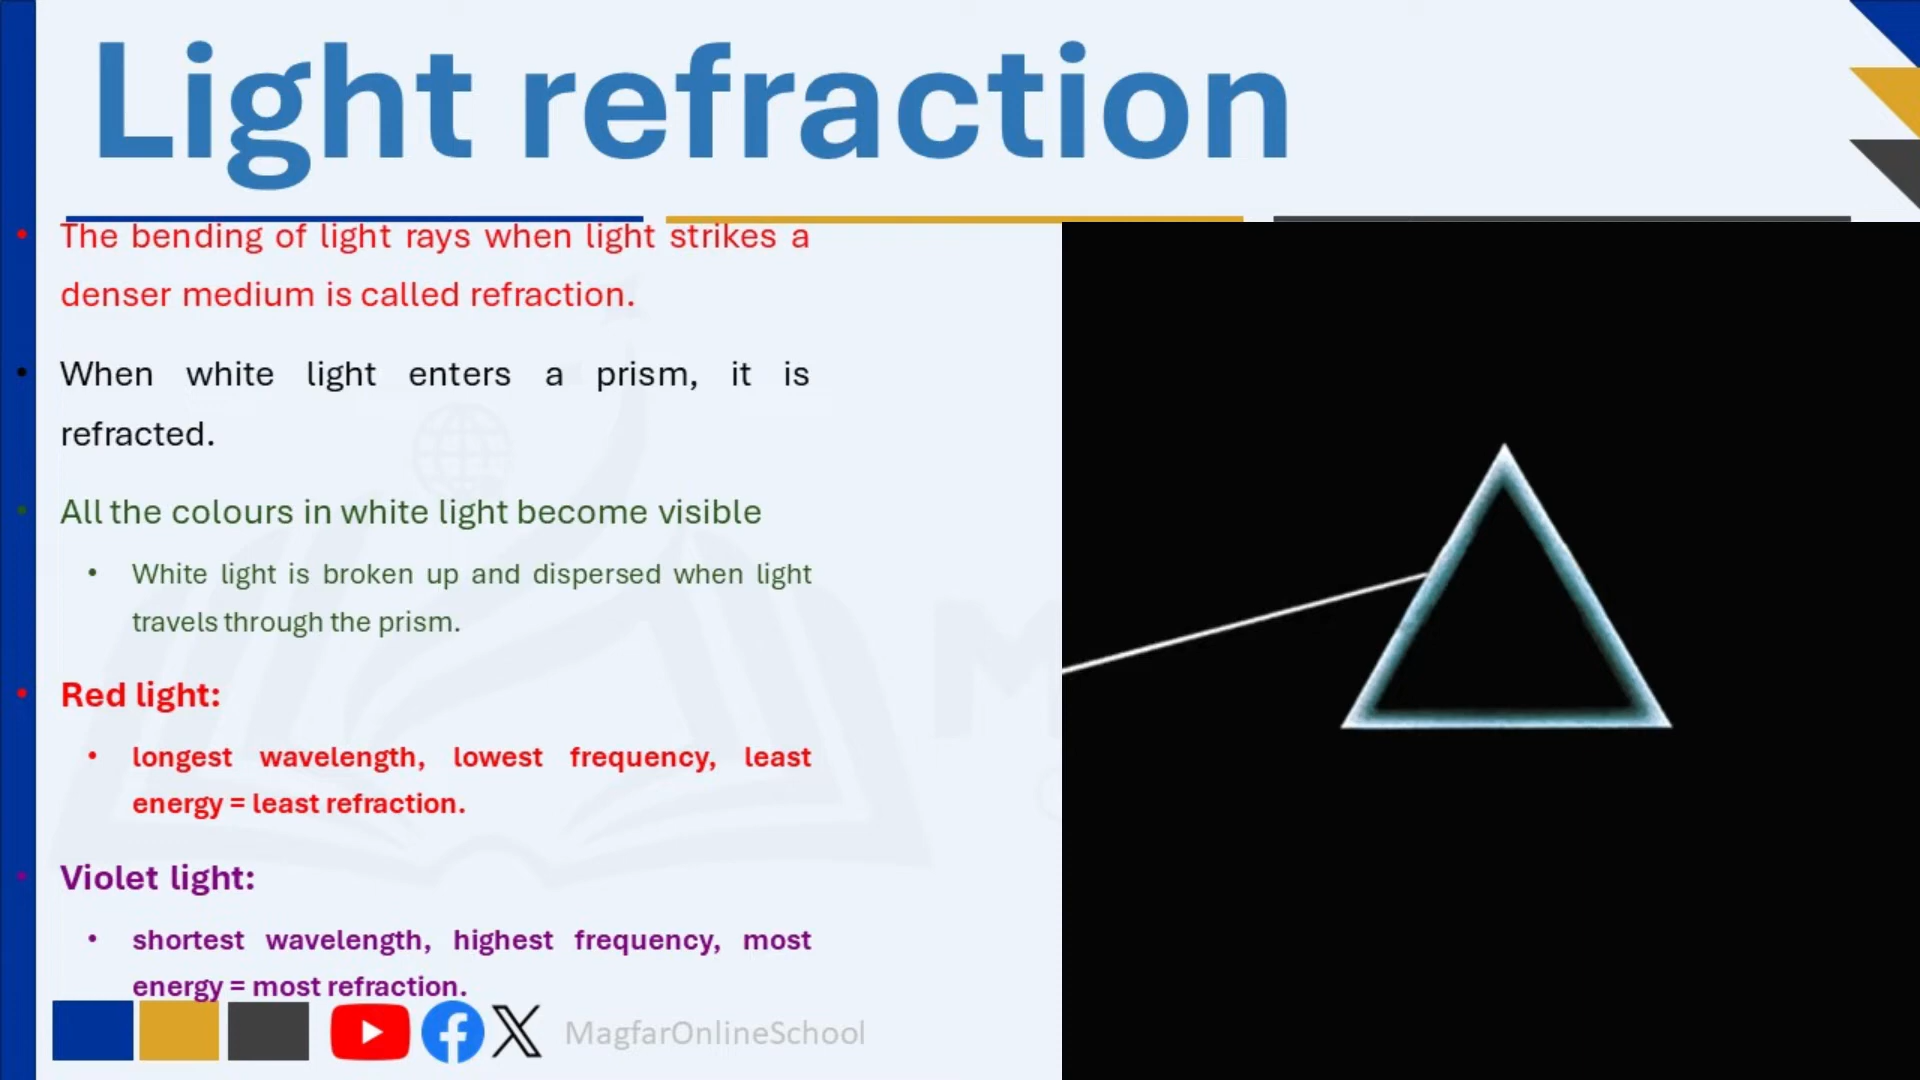 Light refraction
• The bending of light rays when light strikes a
denser medium is called refraction.
• When white light enters a prism, it is
refracted.
• All the colours in white light become visible
• White light is broken up and dispersed when light
travels through the prism.
• Red light:
• longest wavelength, lowest frequency, least
energy = least refraction.
• Violet light:
• shortest wavelength, highest frequency, most
energy = most refraction.
MagfarOnlineSchool